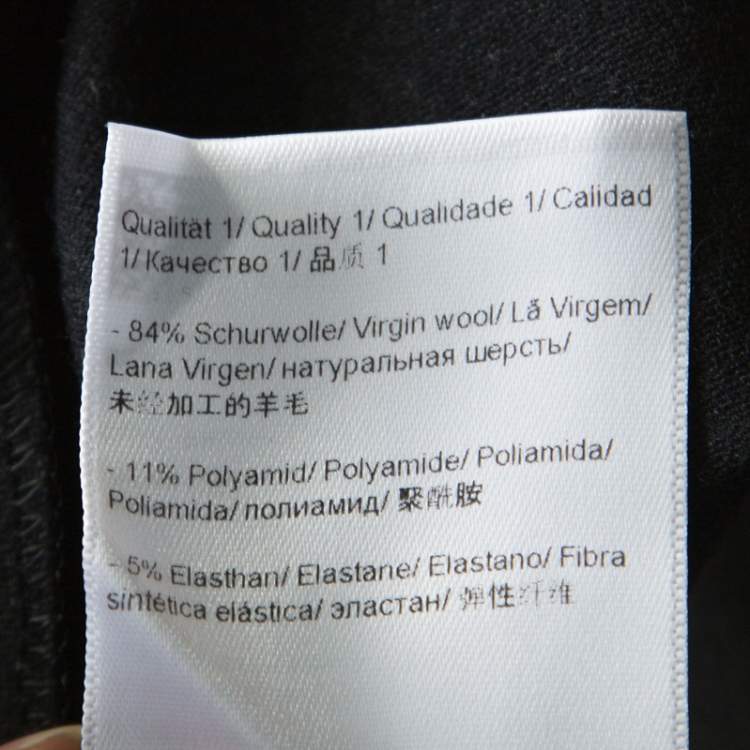 Qualität 1/ Quality 1/ Qualidade 1/ Calidad
1/ Качество 1/ 品质 1
- 84% Schurwolle/ Virgin wool/ Lã Virgem/
Lana Virgen/ натуральная шерсть/
未经加工的羊毛
- 11% Polyamid/ Polyamide/ Poliamida/
Poliamida/ полиамид/ 聚酰胺
- 5% Elasthan/ Elastane/ Elastano/ Fibra
sintética elástica/ эластан/ 弹性纤维